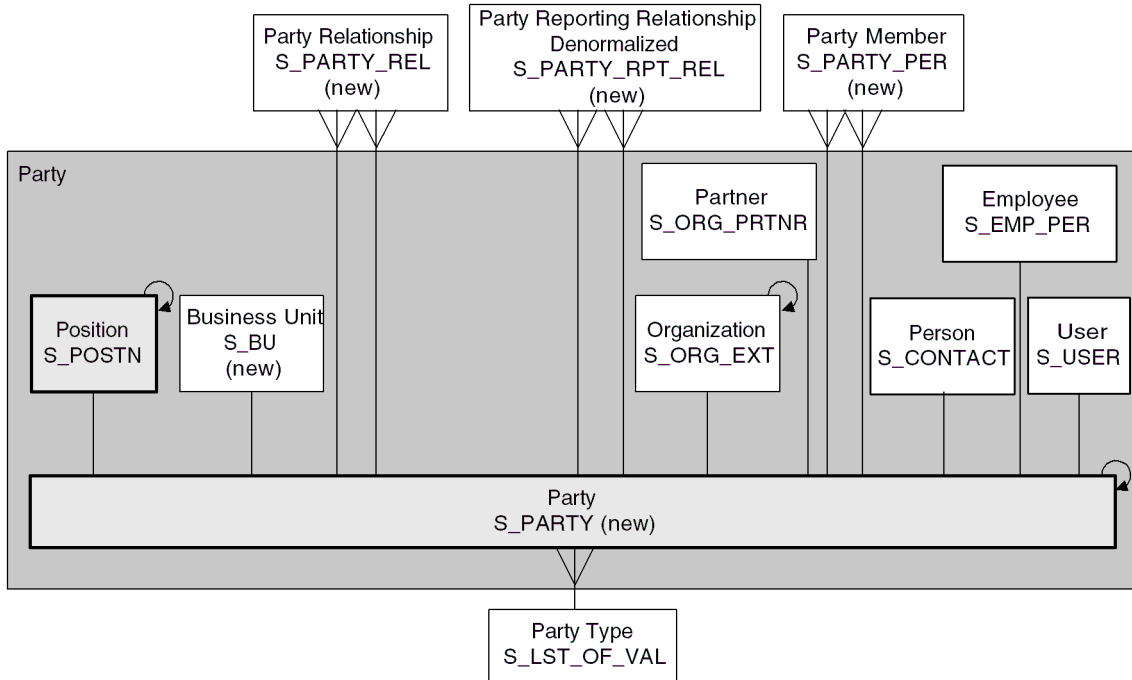 Party Relationship
S_PARTY_REL
(new)
Party Reporting Relationship
Denormalized
S_PARTY_RPT_REL
(new)
Party Member
S_PARTY_PER
(new)
Party
Partner
S_ORG_PRTNR
Employee
S_EMP_PER
Position
S_POSTN
Business Unit
S_BU
(new)
Organization
S_ORG_EXT
Person
S_CONTACT
User
S_USER
Party
S_PARTY (new)
Party Type
S_LST_OF_VAL